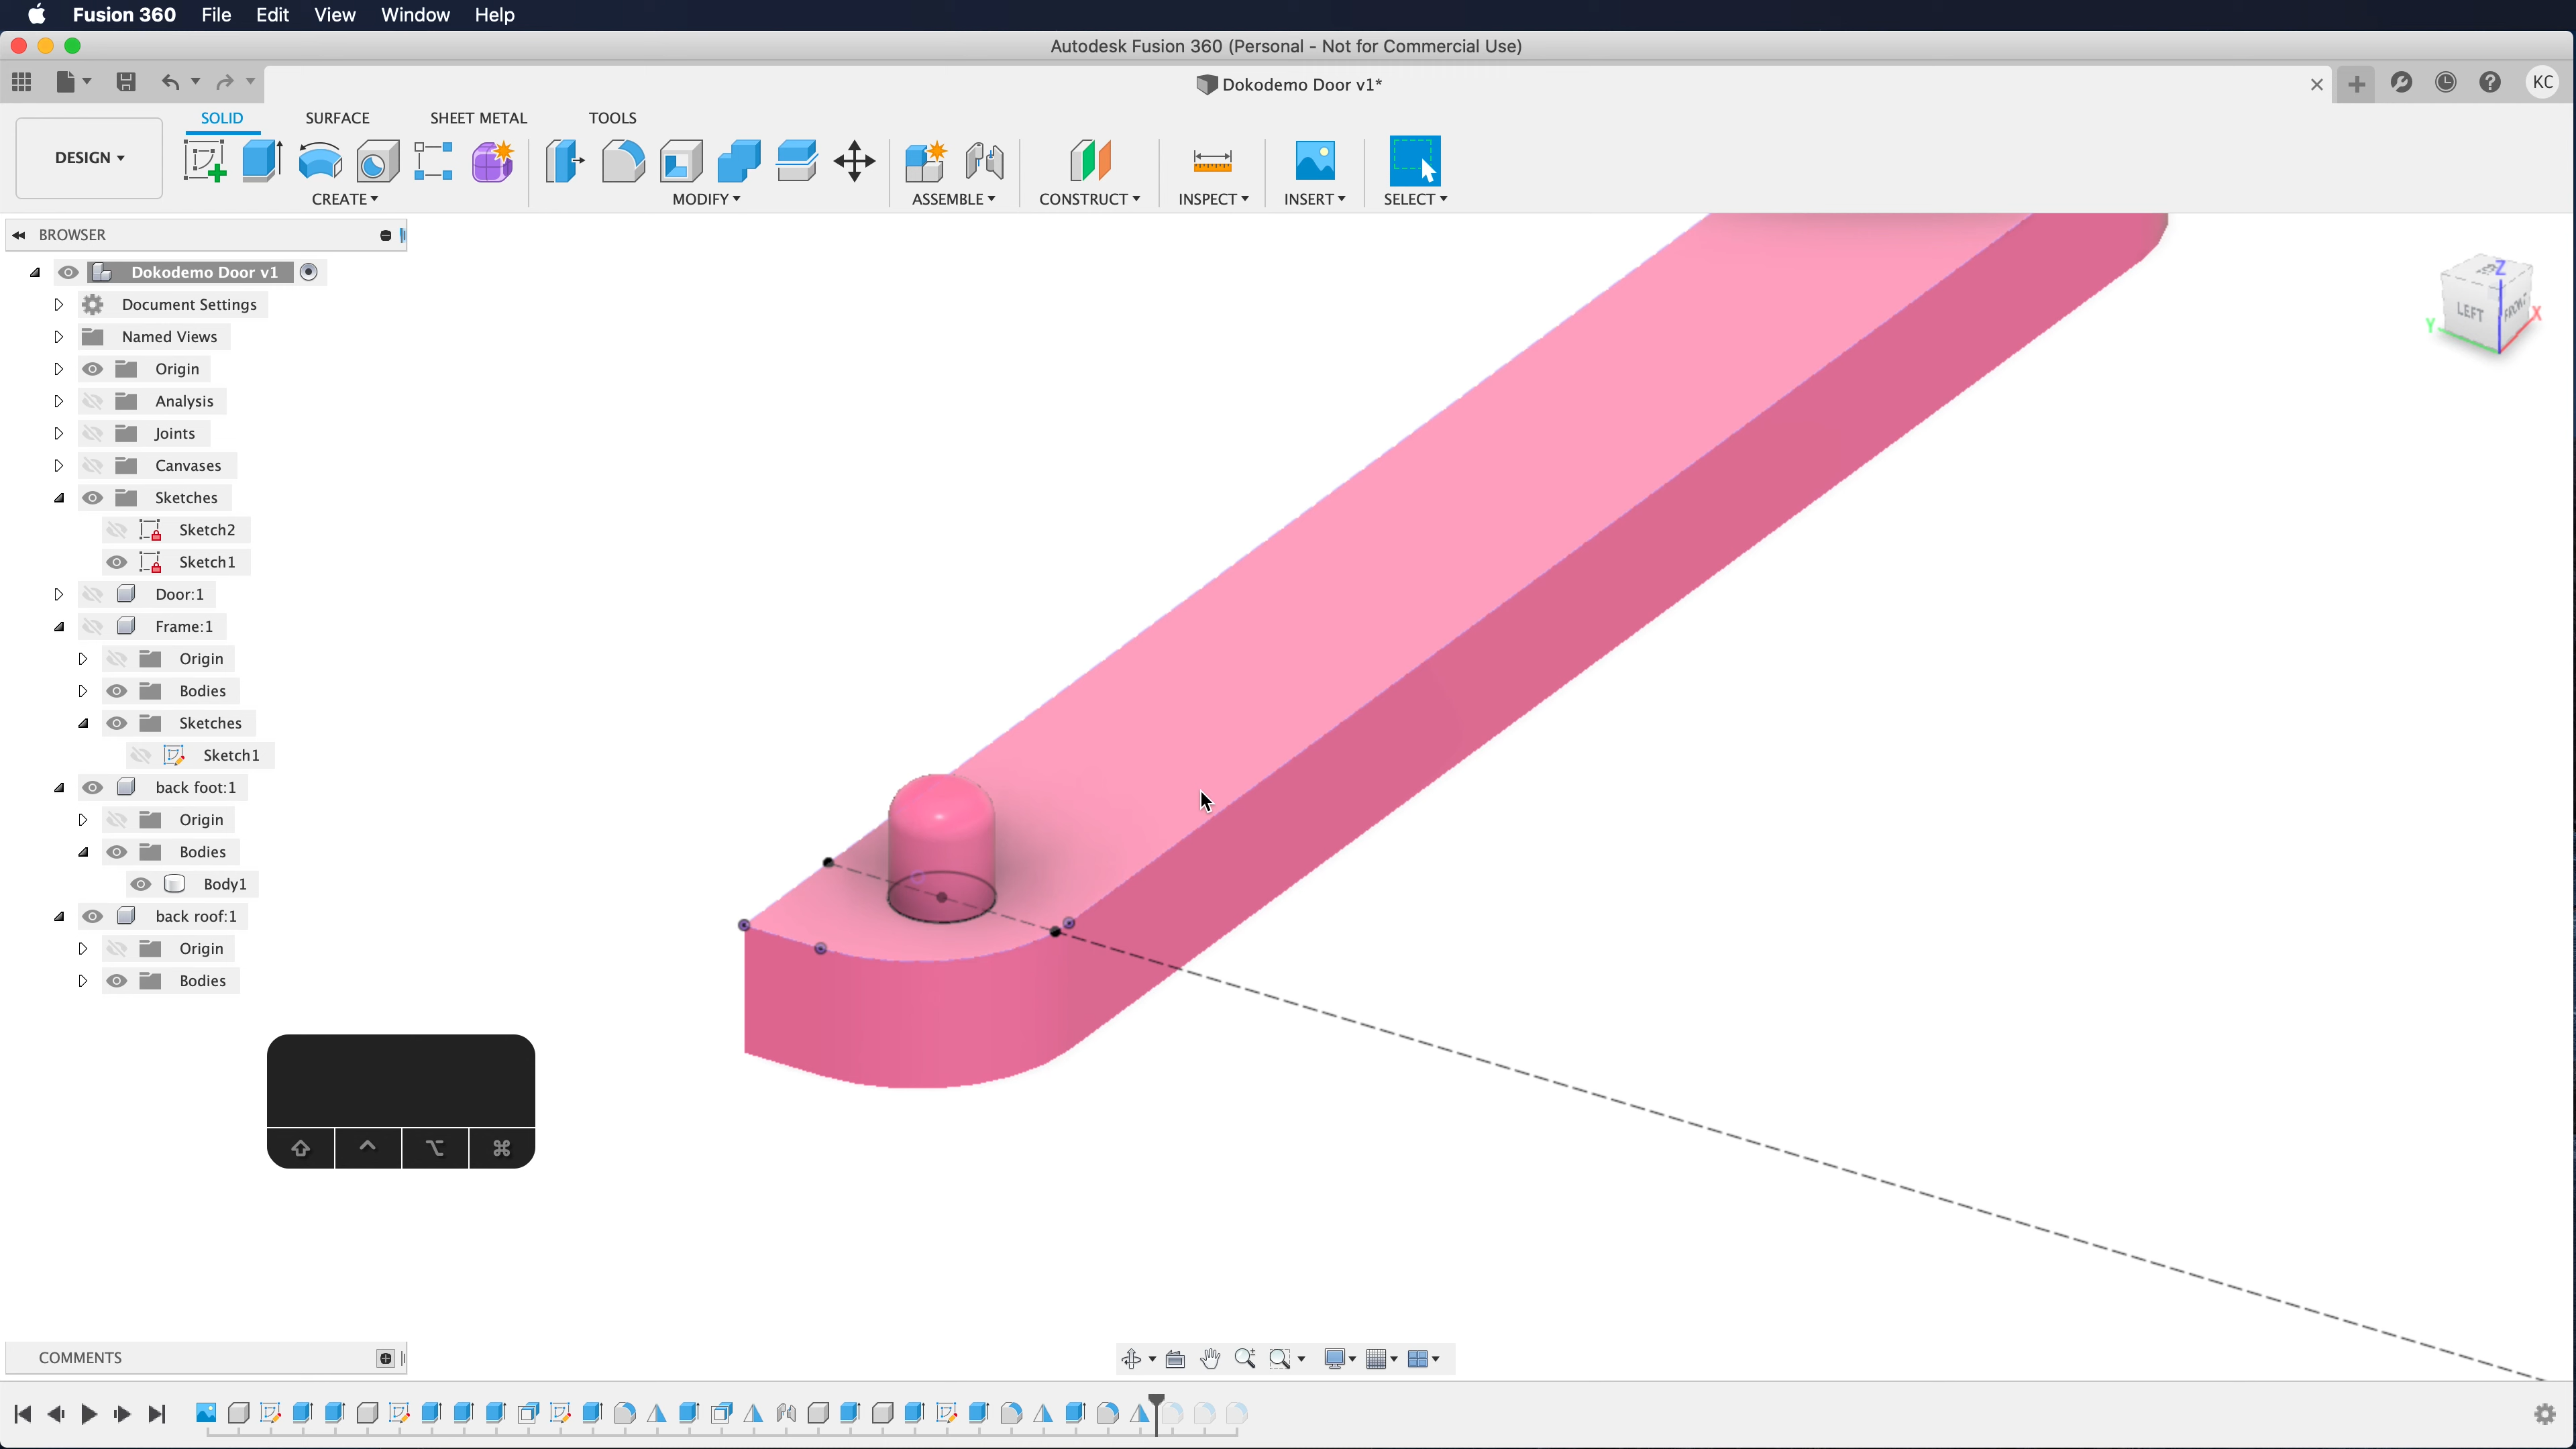 Fusion 360 File Edit View Window Help
Autodesk Fusion 360 (Personal - Not for Commercial Use)
Dokodemo Door v1*
KC
SOLID SURFACE SHEET METAL TOOLS
DESIGN
CREATE MODIFY ASSEMBLE CONSTRUCT INSPECT INSERT SELECT
BROWSER
Dokodemo Door v1
Document Settings
Named Views
Origin
Analysis
Joints
Canvases
Sketches
Sketch2
Sketch1
Door:1
Frame:1
Origin
Bodies
Sketches
Sketch1
back foot:1
Origin
Bodies
Body1
back roof:1
Origin
Bodies
Z
LEFT FRONT
Y X
COMMENTS